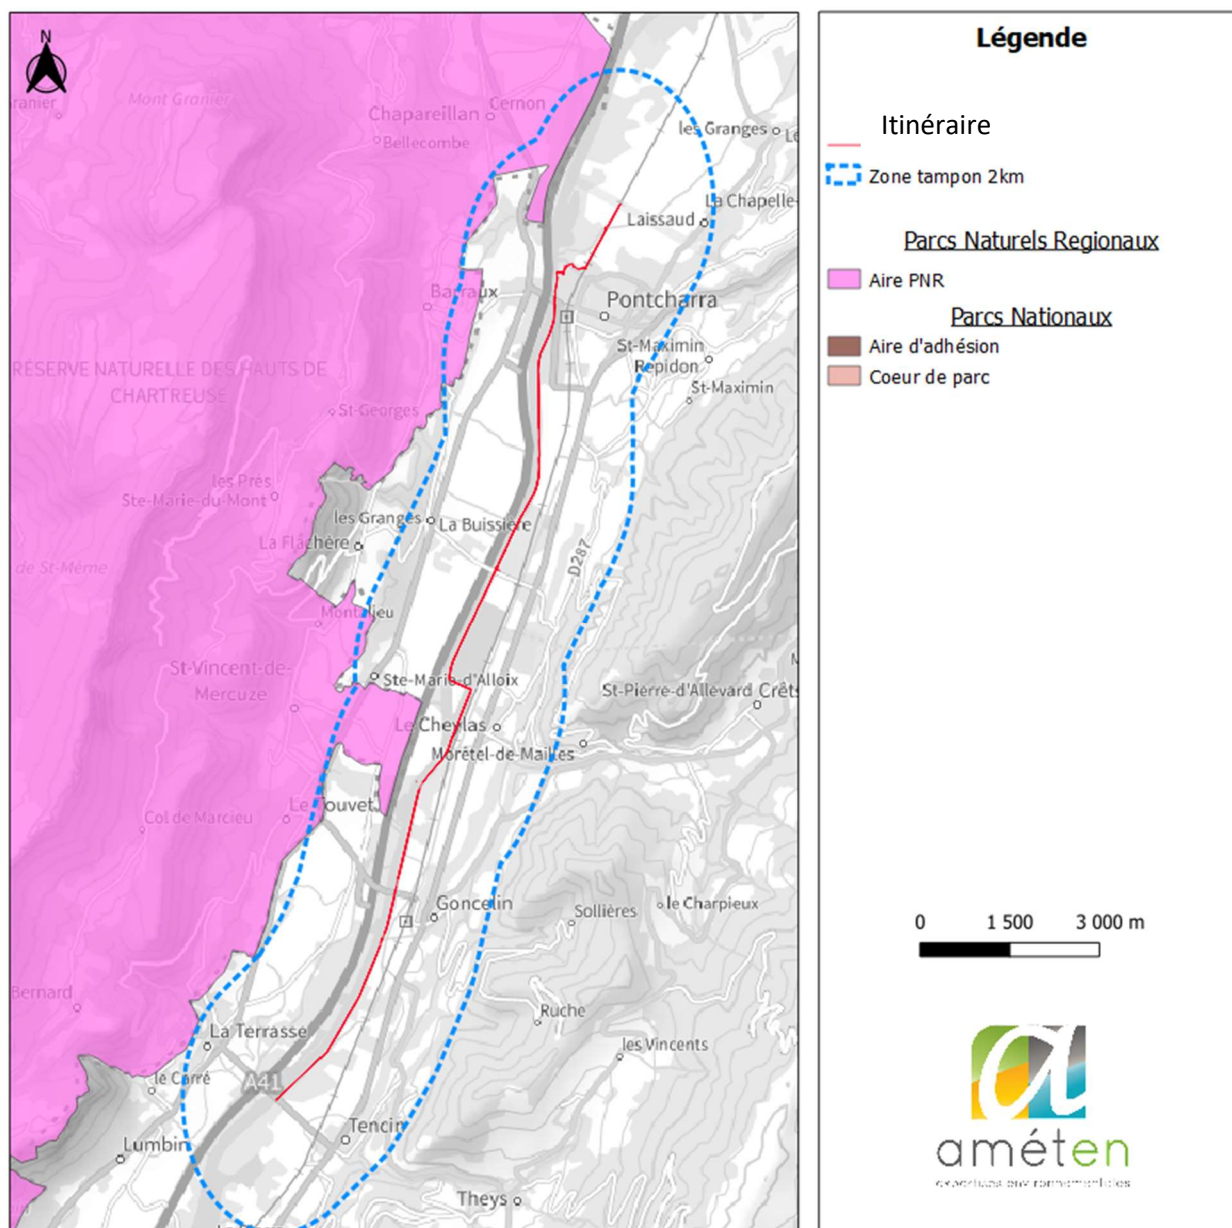 N
Mont Granier
Chapareillan
Cernon
Bellecombe
les Granges
La Chapelle-
Laissaud
Barraux
Pontcharra
St-Maximin
Repidon
St-Maximin
RÉSERVE NATURELLE DES HAUTS DE
CHARTREUSE
St-Georges
les Prés
Ste-Marie-du-Mont
les Granges
La Buissière
La Flachère
D287
de St-Même
Montalieu
St-Vincent-de-
Mercuze
Ste-Marie-d'Alloix
St-Pierre-d'Allevard
Crêts
Le Cheylas
Morêtel-de-Mailles
Le Touvet
Col de Marcieu
Goncelin
Sollières
le Charpieux
Bernard
La Terrasse
Ruche
les Vincents
le Carré
A41
Tencin
Lumbin
Theys
Légende
Itinéraire
Zone tampon 2km
Parcs Naturels Regionaux
Aire PNR
Parcs Nationaux
Aire d'adhésion
Coeur de parc
0 1 500 3 000 m
améten
expertises environnementales